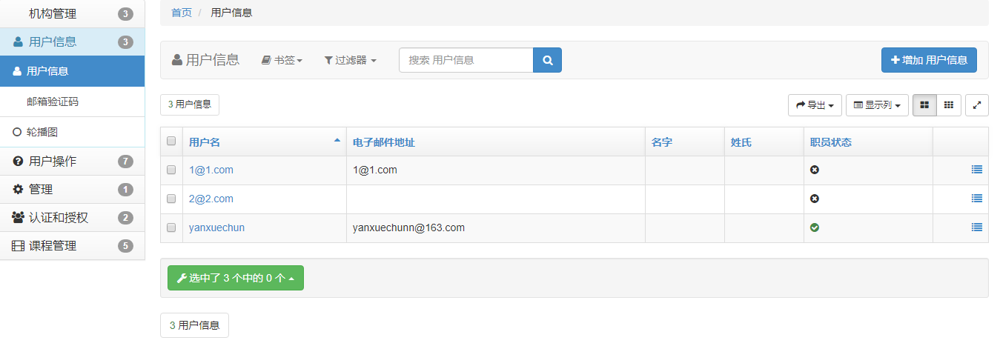 机构管理 3
用户信息 3
用户信息
邮箱验证码
轮播图
用户操作 7
管理 1
认证和授权 2
课程管理 5
首页 / 用户信息
用户信息 书签 过滤器 搜索 用户信息 增加 用户信息
3 用户信息 导出 显示列
用户名 电子邮件地址 名字 姓氏 职员状态
1@1.com 1@1.com
2@2.com
yanxuechun yanxuechunn@163.com
选中了 3 个中的 0 个
3 用户信息